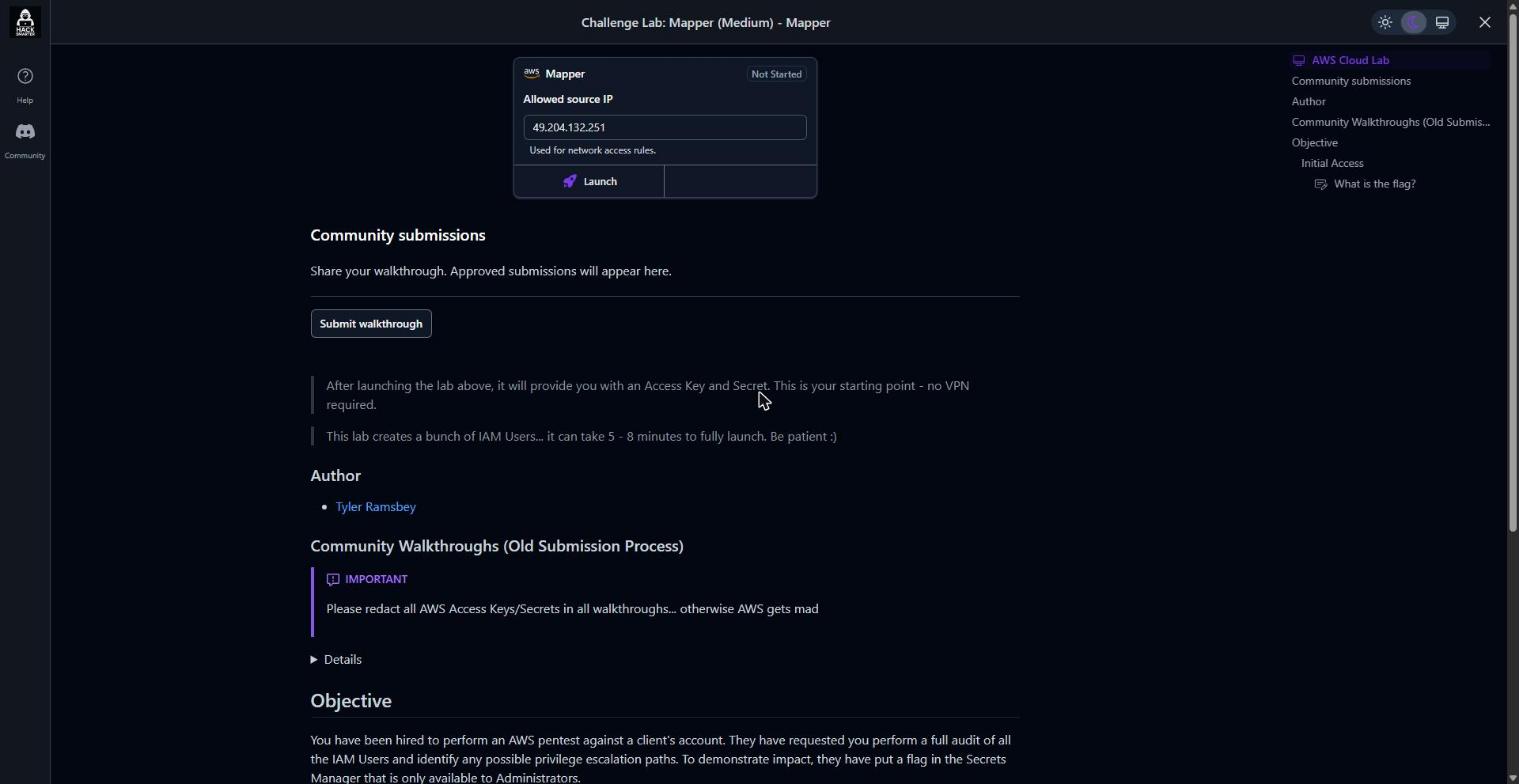 HACK
SMARTER
Challenge Lab: Mapper (Medium) - Mapper
Help
Community
aws Mapper
Not Started
Allowed source IP
49.204.132.251
Used for network access rules.
Launch
AWS Cloud Lab
Community submissions
Author
Community Walkthroughs (Old Submis...
Objective
Initial Access
What is the flag?
Community submissions
Share your walkthrough. Approved submissions will appear here.
Submit walkthrough
After launching the lab above, it will provide you with an Access Key and Secret. This is your starting point - no VPN
required.
This lab creates a bunch of IAM Users... it can take 5 - 8 minutes to fully launch. Be patient :)
Author
Tyler Ramsbey
Community Walkthroughs (Old Submission Process)
IMPORTANT
Please redact all AWS Access Keys/Secrets in all walkthroughs... otherwise AWS gets mad
Details
Objective
You have been hired to perform an AWS pentest against a client's account. They have requested you perform a full audit of all
the IAM Users and identify any possible privilege escalation paths. To demonstrate impact, they have put a flag in the Secrets
Manager that is only available to Administrators.